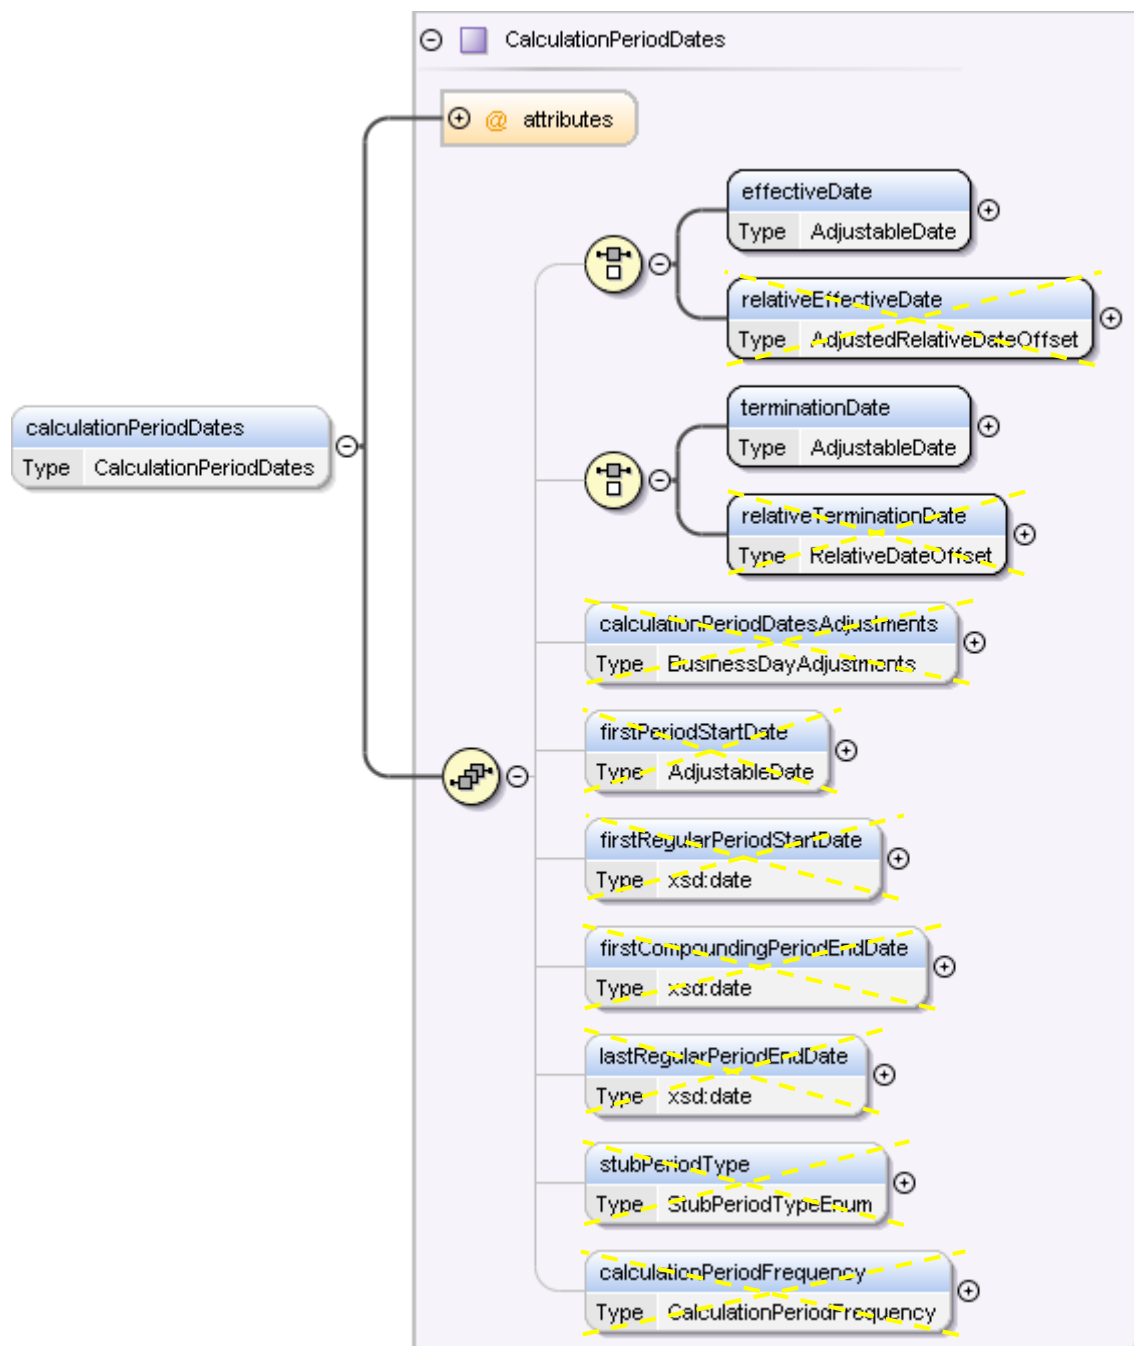 CalculationPeriodDates
@ attributes
effectiveDate
Type AdjustableDate
relativeEffectiveDate
Type AdjustedRelativeDateOffset
terminationDate
Type AdjustableDate
calculationPeriodDates
Type CalculationPeriodDates
relativeTerminationDate
Type RelativeDateOffset
calculationPeriodDatesAdjustments
Type BusinessDayAdjustments
firstPeriodStartDate
Type AdjustableDate
firstRegularPeriodStartDate
Type xsd:date
firstCompoundingPeriodEndDate
Type xsd:date
lastRegularPeriodEndDate
Type xsd:date
stubPeriodType
Type StubPeriodTypeEnum
calculationPeriodFrequency
Type CalculationPeriodFrequency